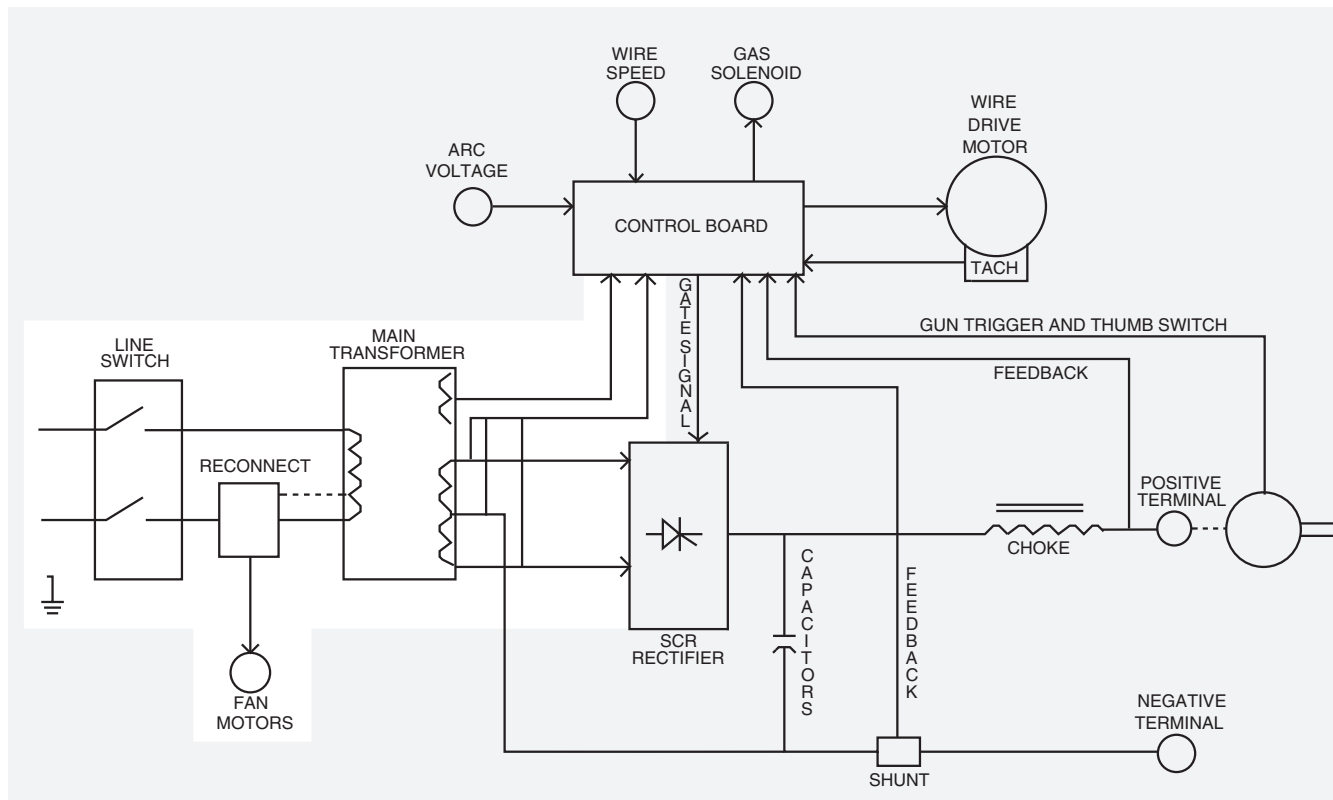 WIRE
SPEED
GAS
SOLENOID
WIRE
DRIVE
MOTOR
ARC
VOLTAGE
CONTROL BOARD
TACH
GATE SIGNAL
GUN TRIGGER AND THUMB SWITCH
FEEDBACK
LINE
SWITCH
MAIN
TRANSFORMER
RECONNECT
POSITIVE
TERMINAL
CHOKE
CAPACITORS
FEEDBACK
SCR
RECTIFIER
FAN
MOTORS
NEGATIVE
TERMINAL
SHUNT